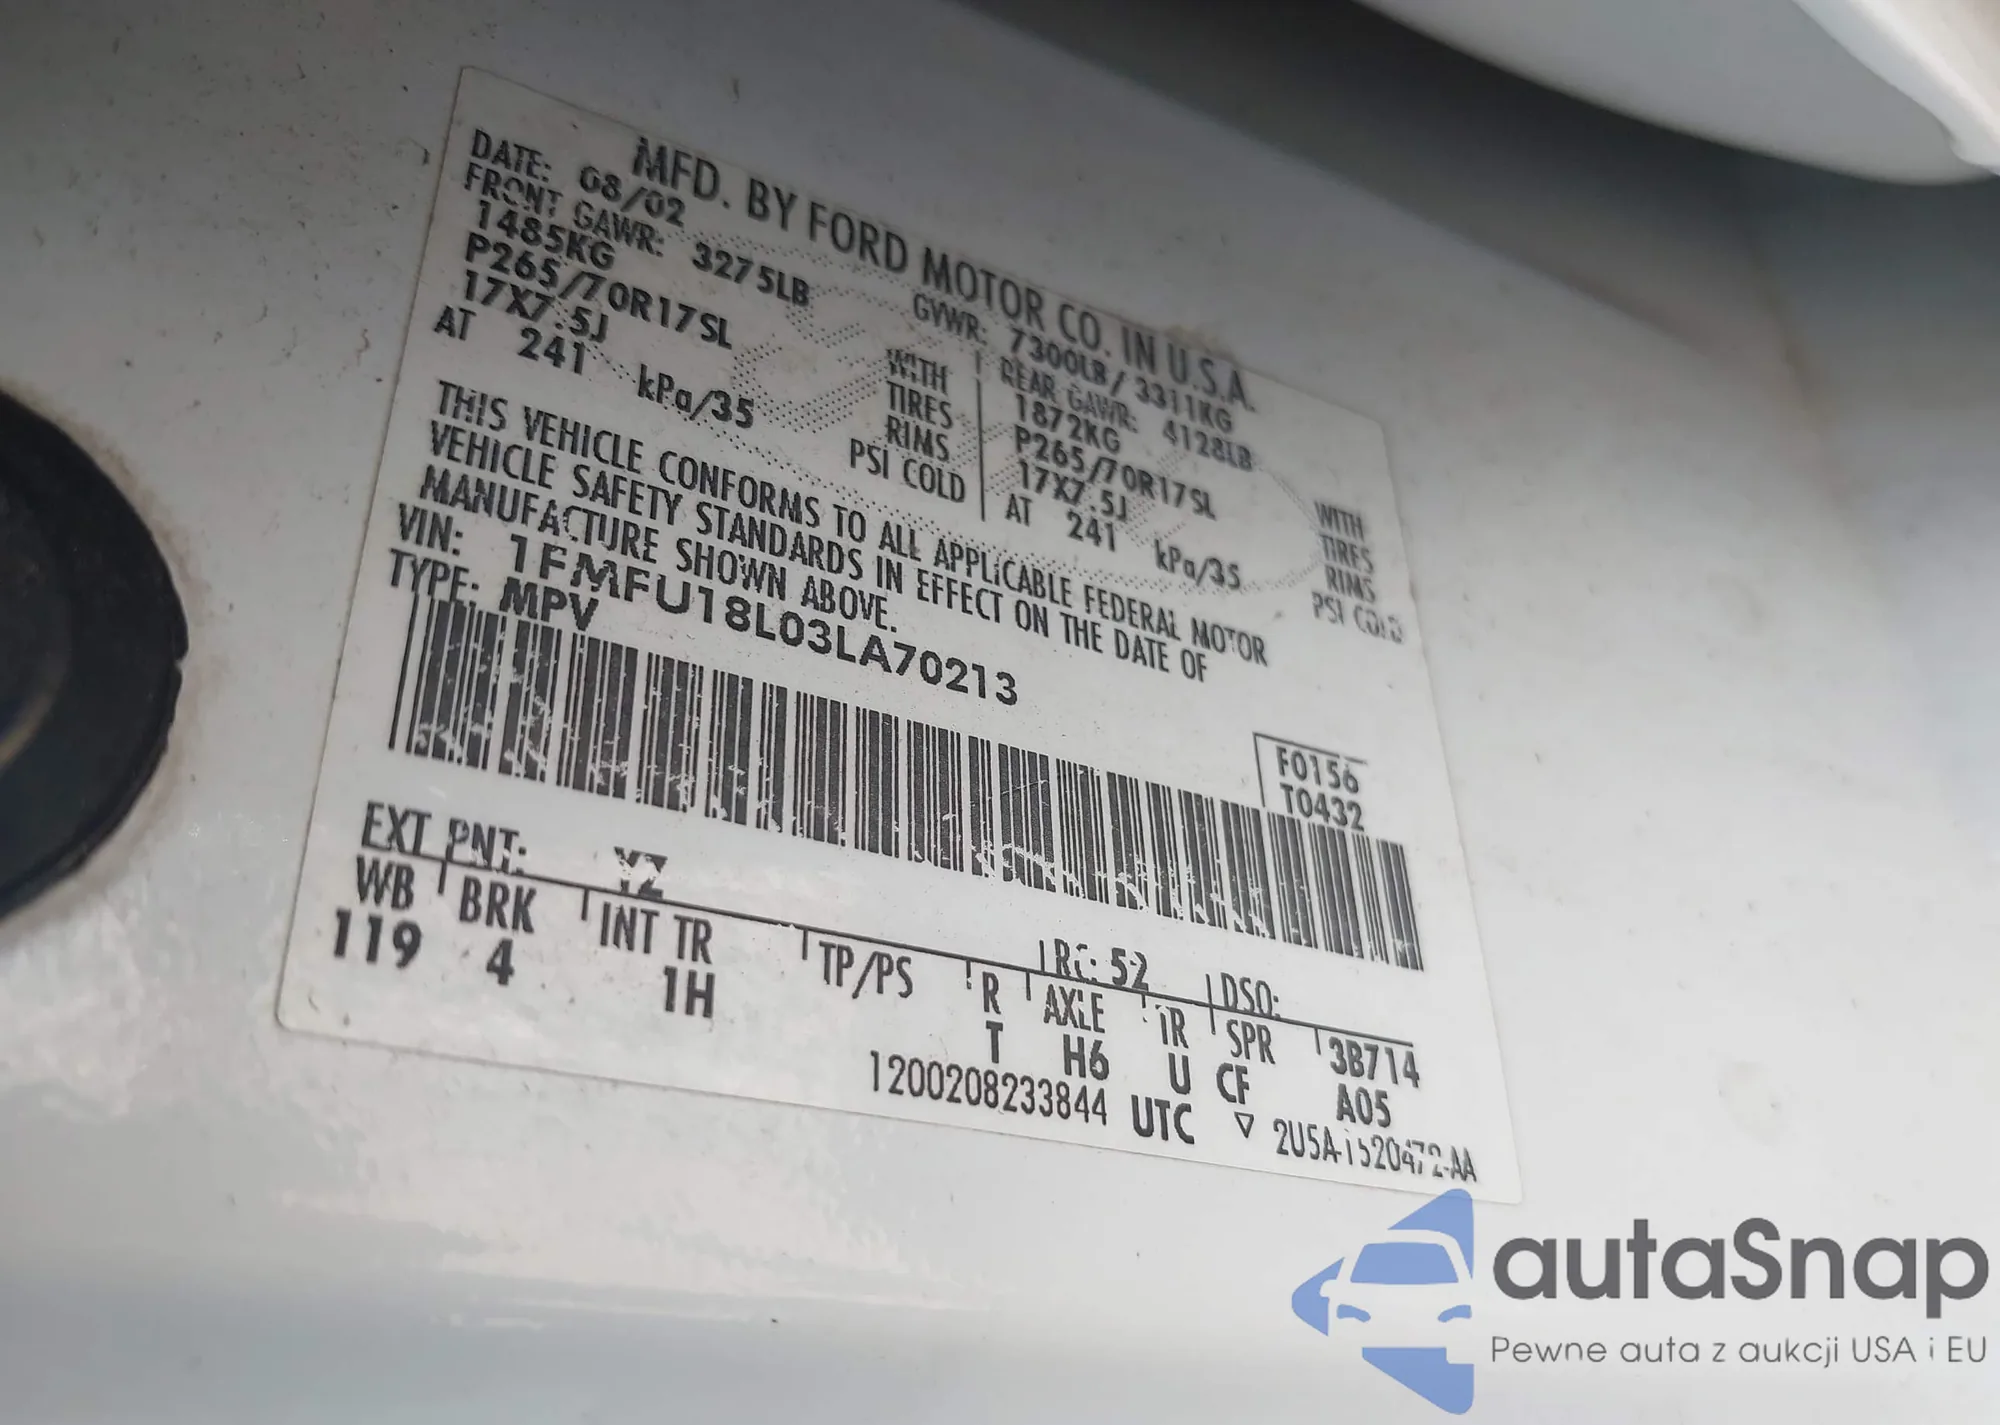 MFD. BY FORD MOTOR CO. IN U.S.A.
DATE: 08/02 GVWR: 7300LB / 3311KG
FRONT GAWR: 3275LB REAR GAWR: 4128LB
1485KG WITH 1872KG WITH
P265/70R17SL TIRES P265/70R17SL TIRES
17X7.5J RIMS 17X7.5J RIMS
AT 241 kPa/35 PSI COLD AT 241 kPa/35 PSI COLD
THIS VEHICLE CONFORMS TO ALL APPLICABLE FEDERAL MOTOR
VEHICLE SAFETY STANDARDS IN EFFECT ON THE DATE OF
MANUFACTURE SHOWN ABOVE.
VIN: 1FMFU18L03LA70213
TYPE: MPV
F0156
T0432
EXT PNT: YZ RC: 52 DSO:
WB BRK INT TR TP/PS R AXLE TR SPR 3B714
119 4 1H T H6 U CF A05
1200208233844 UTC ▽ 2U5A-1520472-AA
autaSnap
Pewne auta z aukcji USA i EU